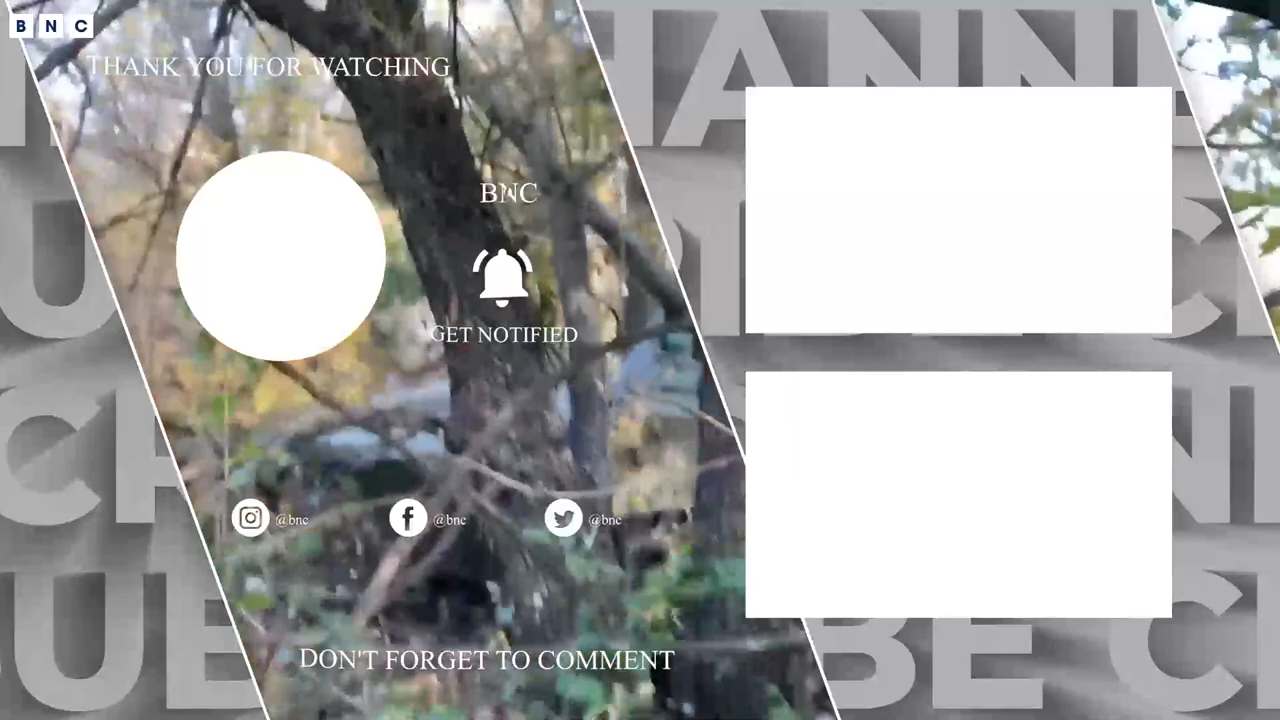 B N C
THANK YOU FOR WATCHING
BNC
GET NOTIFIED
@bnc
@bnc
@bnc
DON'T FORGET TO COMMENT